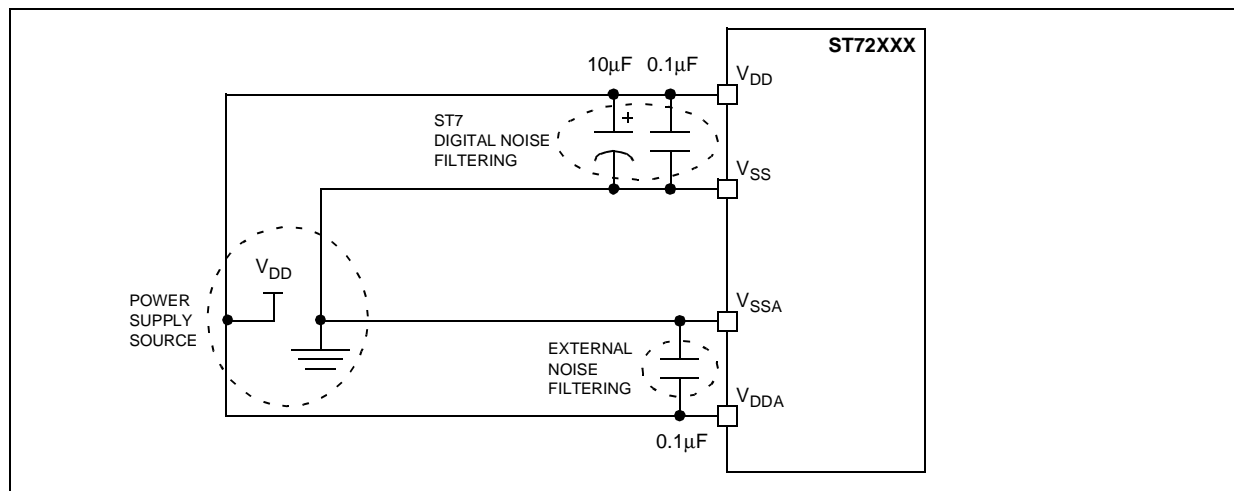 ST72XXX
10μF 0.1μF
VDD
ST7
DIGITAL NOISE
FILTERING
+
VSS
VDD
POWER
SUPPLY
SOURCE
VSSA
EXTERNAL
NOISE
FILTERING
VDDA
0.1μF